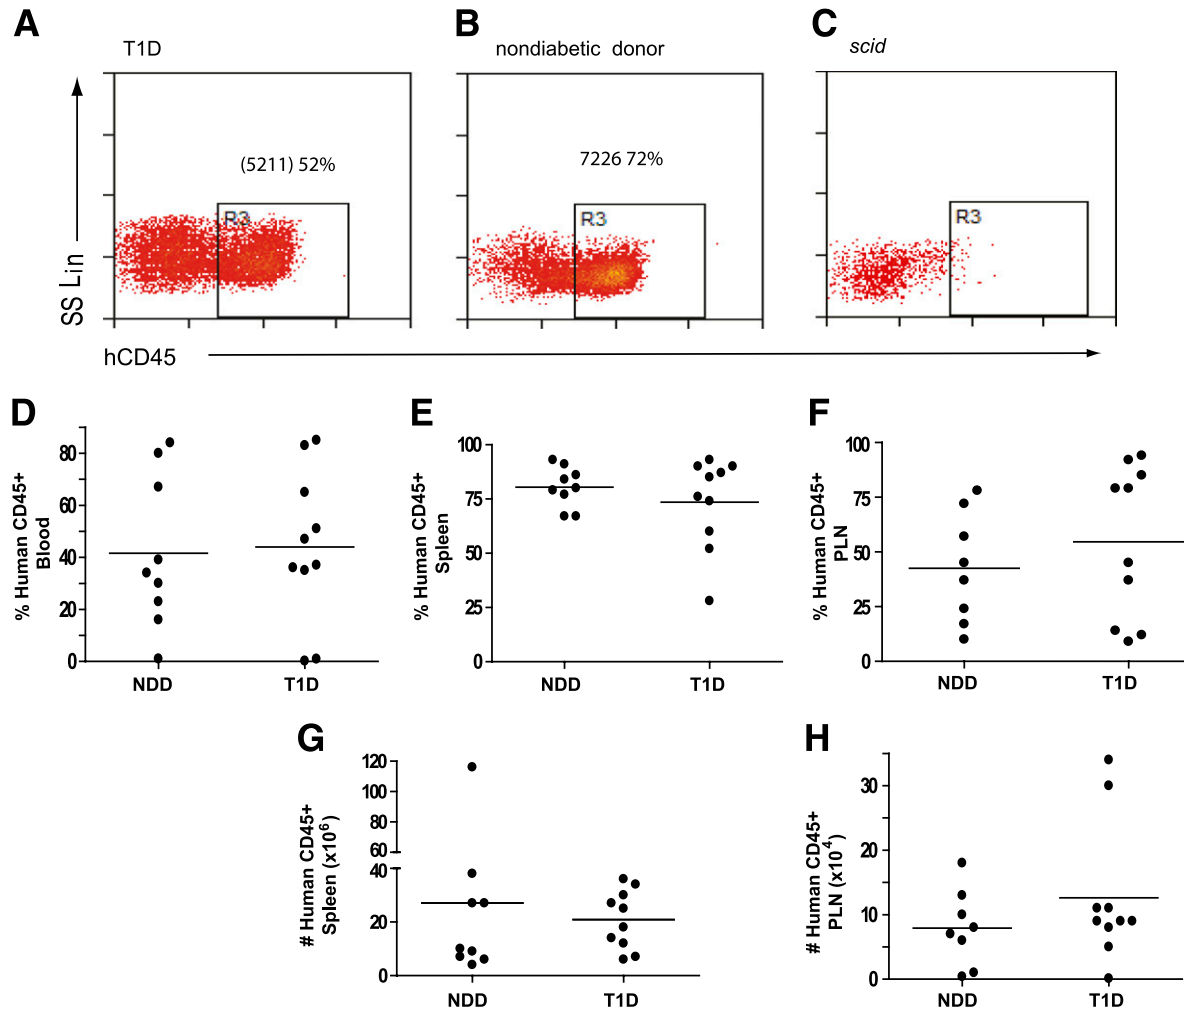 A
T1D
(5211) 52%
R3
SS Lin
B
nondiabetic donor
7226 72%
R3
C
scid
R3
hCD45
D
% Human CD45+
Blood
80
60
40
20
0
NDD
T1D
E
% Human CD45+
Spleen
100
75
50
25
0
NDD
T1D
F
% Human CD45+
PLN
100
75
50
25
0
NDD
T1D
G
# Human CD45+
Spleen (x10⁶)
120
100
80
60
40
20
0
NDD
T1D
H
# Human CD45+
PLN (x10⁴)
30
20
10
0
NDD
T1D